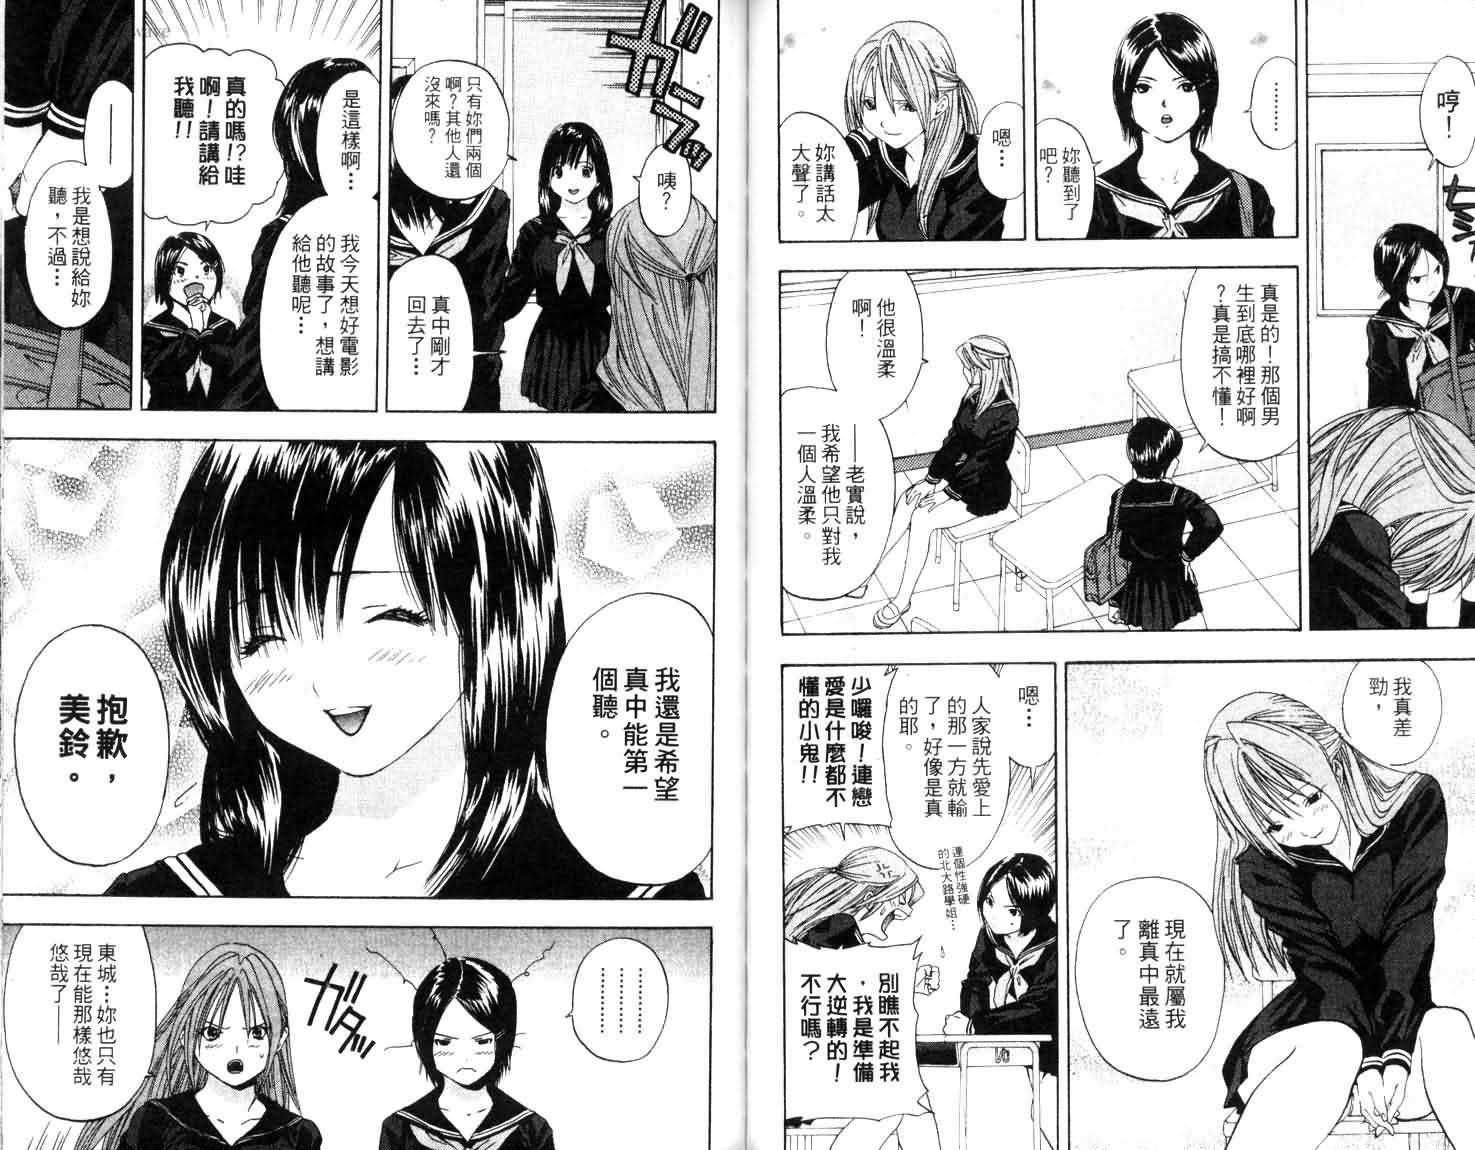 哼！
………
妳聽到了
吧？
嗯…
妳講話太
大聲了。
真是的！那個男
生到底哪裡好啊
？真是搞不懂！
他很溫柔
啊！
——老實說，
我希望他只對我
一個人溫柔。
我真差
勁，
現在就屬我
離真中最遠
了。
嗯…
人家說先愛上
的那一方就輸
了，好像是真
的耶。
連個性強硬
的北大路學姐…
少囉唆！連戀
愛是什麼都不
懂的小鬼！！
別瞧不起我
，我是準備
大逆轉的！
不行嗎？
ガラッ
咦？
只有妳們兩個
啊？其他人還
沒來嗎？
真中剛才
回去了…
是這樣啊…
我今天想好電影
的故事了，想講
給他聽呢…
真的嗎？哇
啊！請講給
我聽！！
——
我是想說給妳
聽，不過…
我還是希望
真中能第一
個聽。
抱歉，
美鈴。
…………
ガタッ
東城…妳也只有
現在能那樣悠哉
悠哉了——